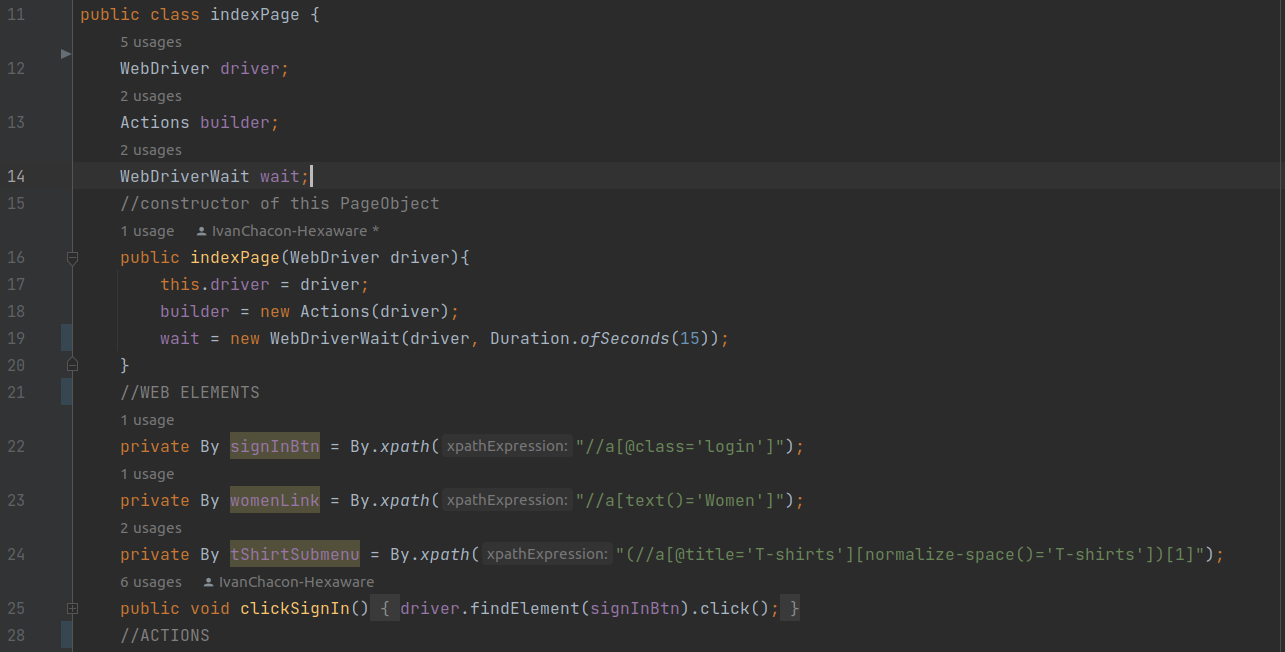 11 public class indexPage {
5 usages
12 WebDriver driver;
2 usages
13 Actions builder;
2 usages
14 WebDriverWait wait;
15 //constructor of this PageObject
1 usage IvanChacon-Hexaware *
16 public indexPage(WebDriver driver){
17 this.driver = driver;
18 builder = new Actions(driver);
19 wait = new WebDriverWait(driver, Duration.ofSeconds(15));
20 }
21 //WEB ELEMENTS
1 usage
22 private By signInBtn = By.xpath( xpathExpression: "//a[@class='login']");
1 usage
23 private By womenLink = By.xpath( xpathExpression: "//a[text()='Women']");
2 usages
24 private By tShirtSubmenu = By.xpath( xpathExpression: "(//a[@title='T-shirts'][normalize-space()='T-shirts'])[1]");
6 usages IvanChacon-Hexaware
25 public void clickSignIn() { driver.findElement(signInBtn).click(); }
28 //ACTIONS